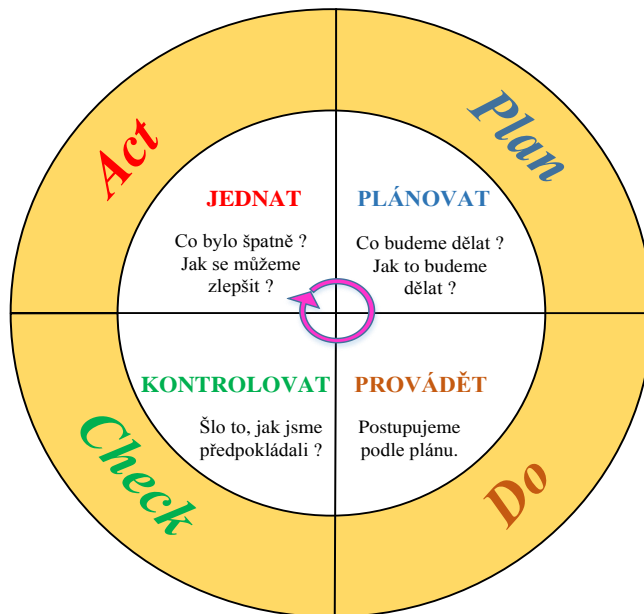 Act
Plan
JEDNAT
Co bylo špatně ?
Jak se můžeme
zlepšit ?
PLÁNOVAT
Co budeme dělat ?
Jak to budeme
dělat ?
KONTROLOVAT
Šlo to, jak jsme
předpokládali ?
PROVÁDĚT
Postupujeme
podle plánu.
Check
Do